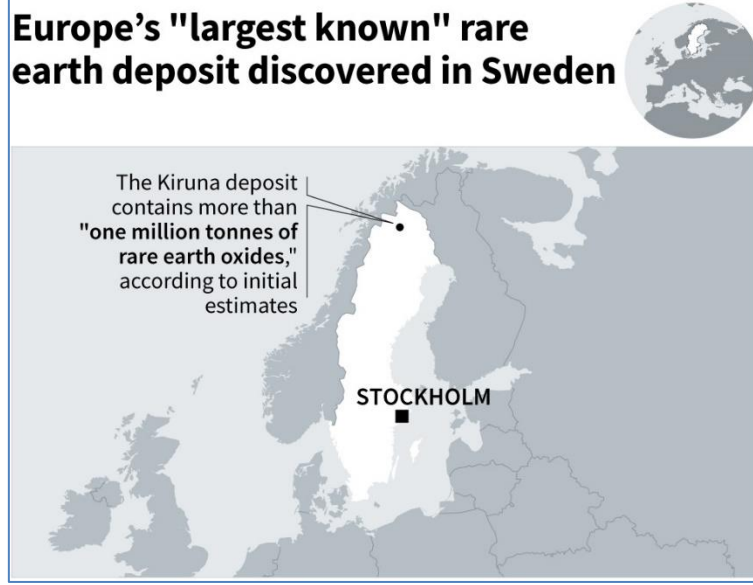 Europe’s "largest known" rare
earth deposit discovered in Sweden
The Kiruna deposit
contains more than
"one million tonnes of
rare earth oxides,"
according to initial
estimates
STOCKHOLM